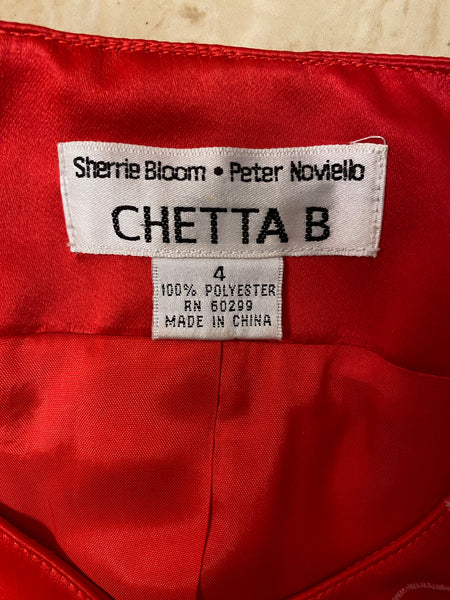 Sherrie Bloom • Peter Noviello
CHETTA B
4
100% POLYESTER
RN 60299
MADE IN CHINA